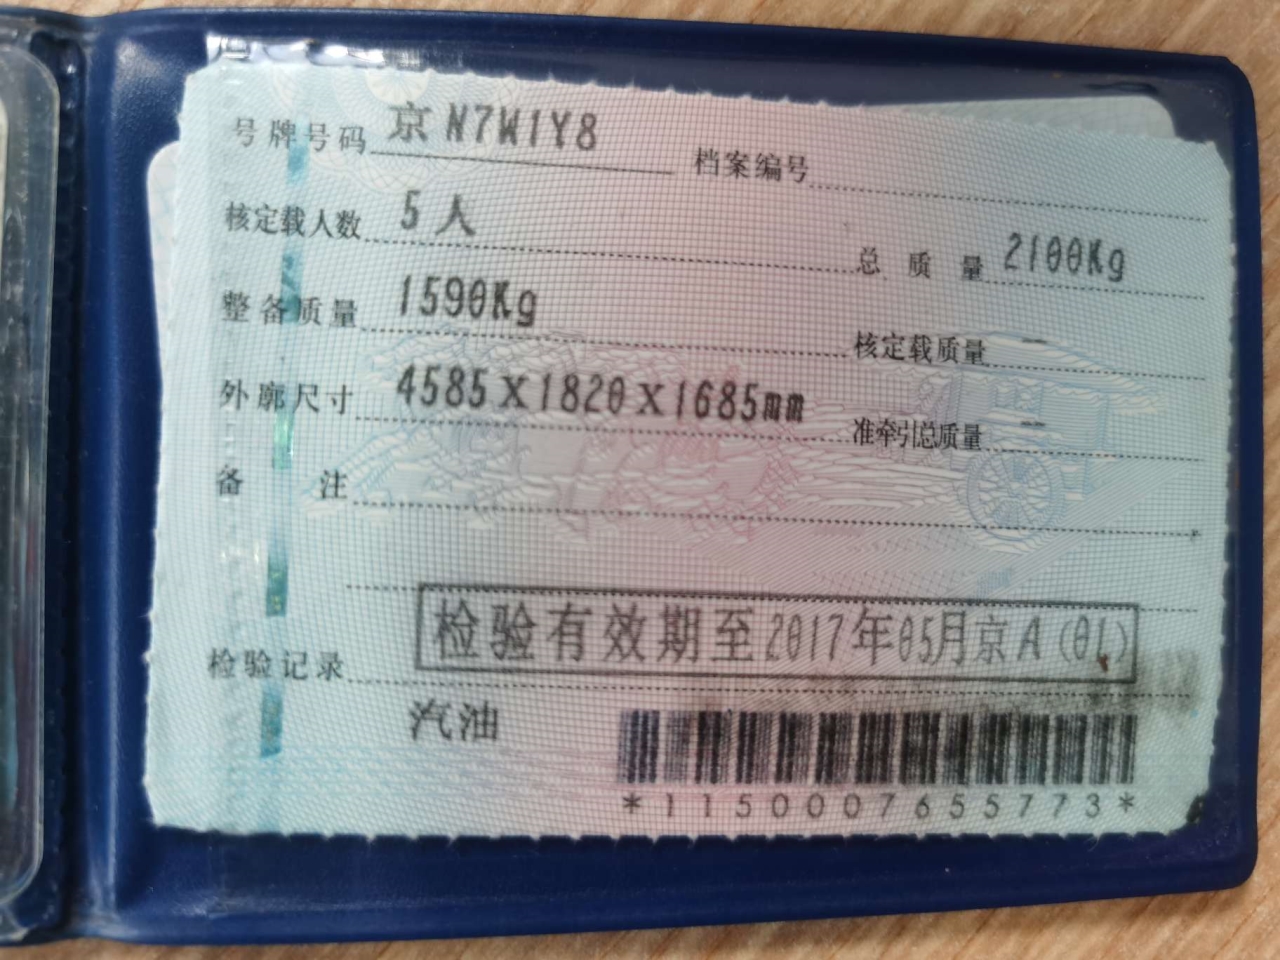 号牌号码 京N7W1Y8 档案编号
核定载人数 5人 总质量 2100Kg
整备质量 1590Kg 核定载质量 --
外廓尺寸 4585X1820X1685mm 准牵引总质量 --
备注
检验记录 检验有效期至2017年05月京A(01)
汽油
*1150007655773*